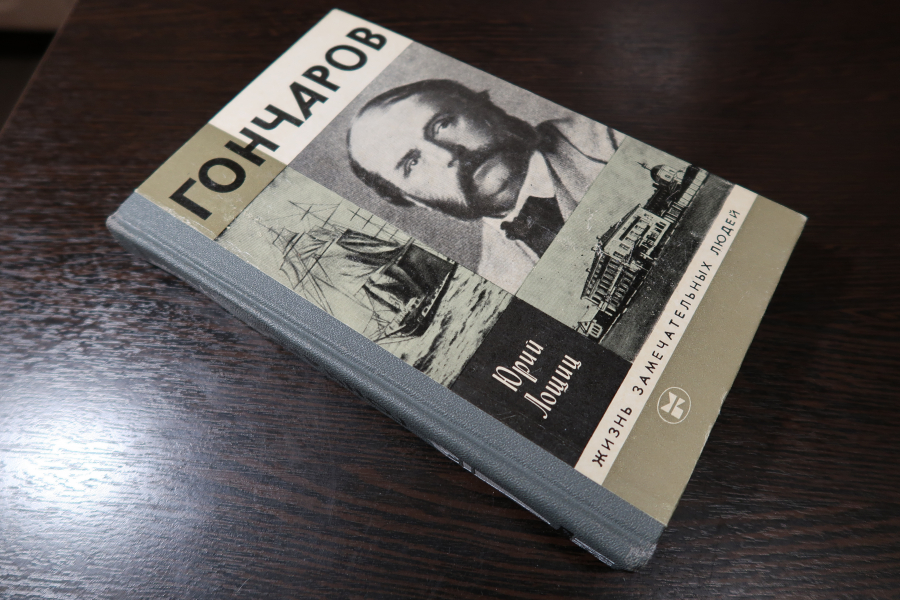 ГОНЧАРОВ
Юрий
Лощиц
ЖИЗНЬ ЗАМЕЧАТЕЛЬНЫХ ЛЮДЕЙ